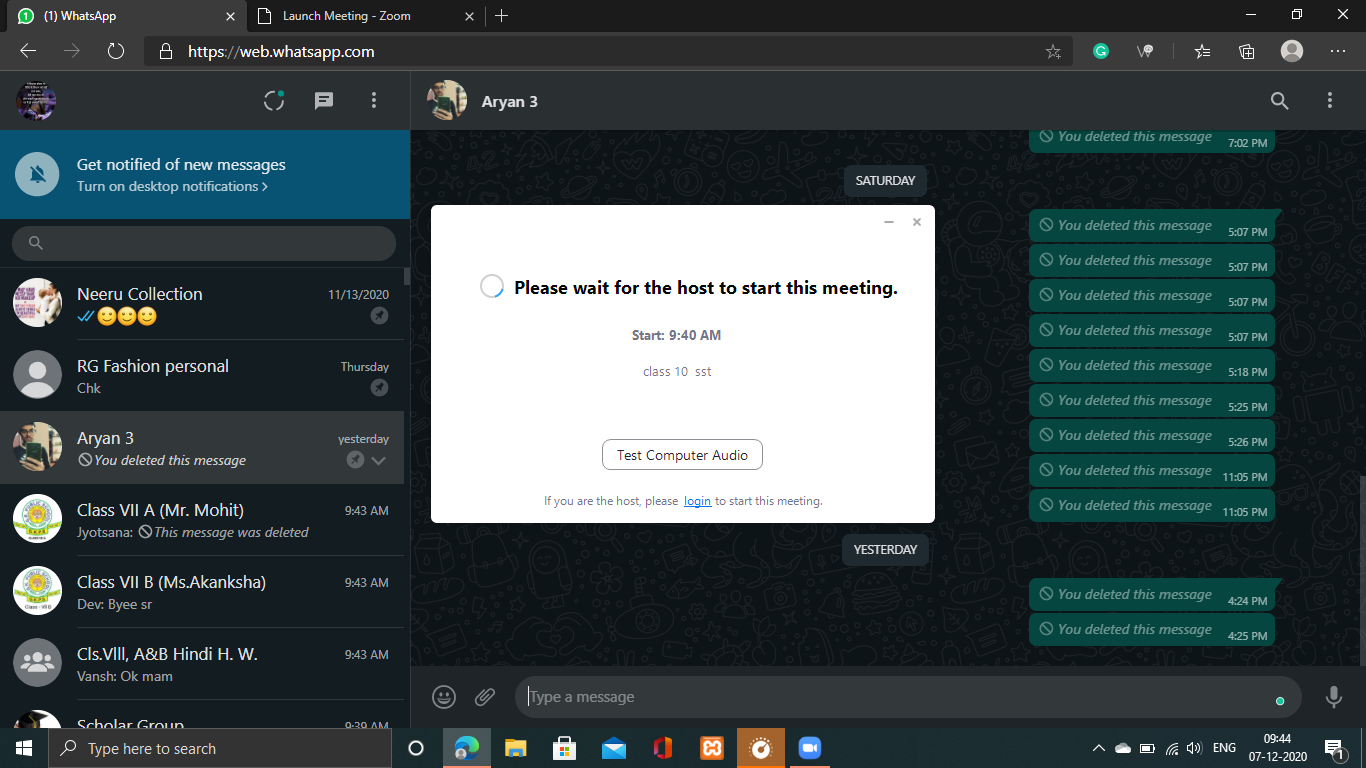 (1) WhatsApp
Launch Meeting - Zoom
https://web.whatsapp.com
Aryan 3
Get notified of new messages
Turn on desktop notifications >
Neeru Collection 11/13/2020
RG Fashion personal Thursday
Chk
Aryan 3 yesterday
You deleted this message
Class VII A (Mr. Mohit) 9:43 AM
Jyotsana: This message was deleted
Class VII B (Ms.Akanksha) 9:43 AM
Dev: Byee sr
Cls.Vlll, A&B Hindi H. W. 9:43 AM
Vansh: Ok mam
Scholar Group 9:39 AM
You deleted this message 7:02 PM
SATURDAY
You deleted this message 5:07 PM
You deleted this message 5:07 PM
You deleted this message 5:07 PM
You deleted this message 5:07 PM
You deleted this message 5:18 PM
You deleted this message 5:25 PM
You deleted this message 5:26 PM
You deleted this message 11:05 PM
You deleted this message 11:05 PM
YESTERDAY
You deleted this message 4:24 PM
You deleted this message 4:25 PM
Please wait for the host to start this meeting.
Start: 9:40 AM
class 10 sst
Test Computer Audio
If you are the host, please login to start this meeting.
Type a message
Type here to search
ENG
09:44
07-12-2020
1